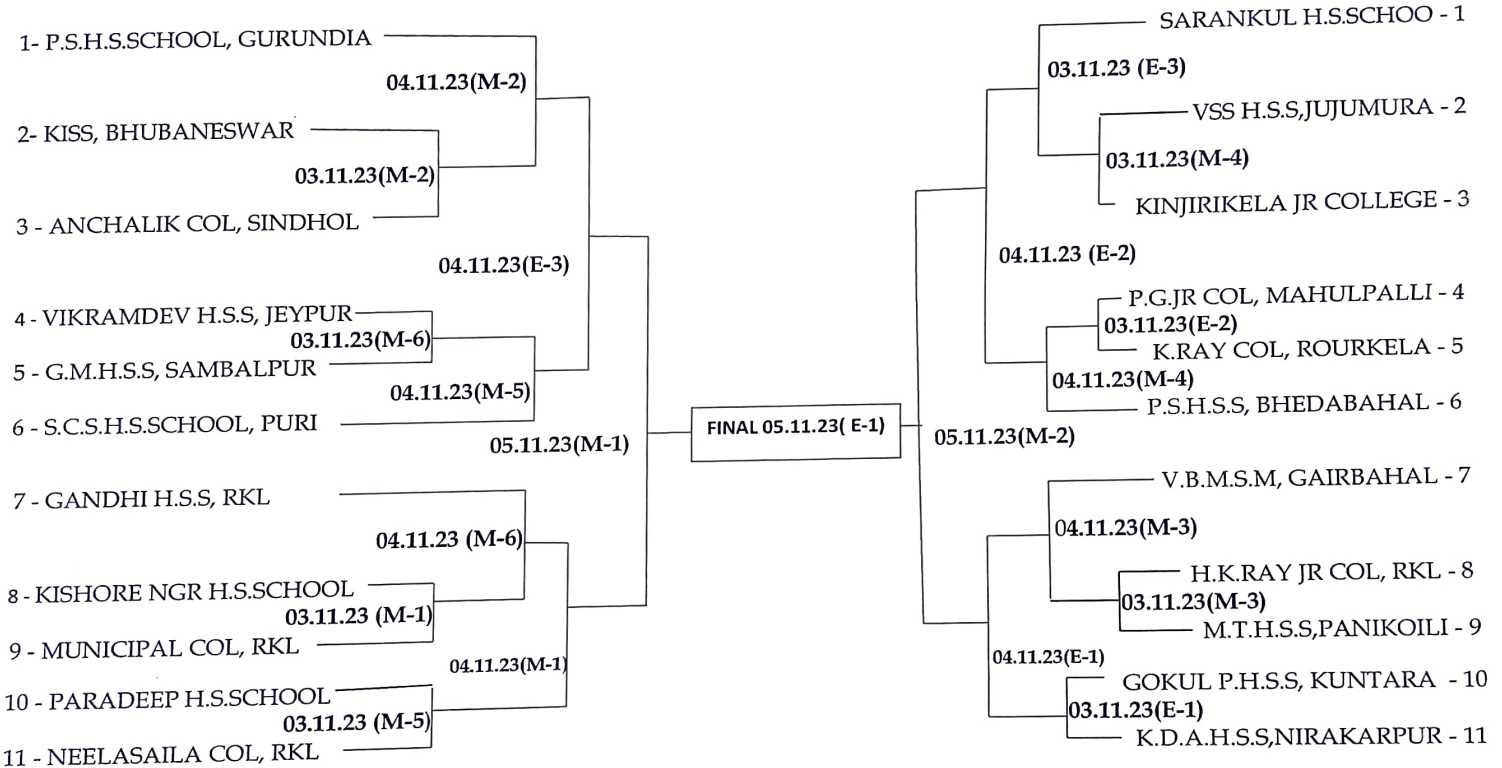 1- P.S.H.S.SCHOOL, GURUNDIA
04.11.23(M-2)
2- KISS, BHUBANESWAR
03.11.23(M-2)
3 - ANCHALIK COL, SINDHOL
04.11.23(E-3)
4 - VIKRAMDEV H.S.S, JEYPUR
03.11.23(M-6)
5 - G.M.H.S.S, SAMBALPUR
04.11.23(M-5)
6 - S.C.S.H.S.SCHOOL, PURI
05.11.23(M-1)
7 - GANDHI H.S.S, RKL
04.11.23 (M-6)
8 - KISHORE NGR H.S.SCHOOL
03.11.23 (M-1)
9 - MUNICIPAL COL, RKL
04.11.23(M-1)
10 - PARADEEP H.S.SCHOOL
03.11.23 (M-5)
11 - NEELASAILA COL, RKL
FINAL 05.11.23( E-1)
SARANKUL H.S.SCHOO - 1
03.11.23 (E-3)
VSS H.S.S,JUJUMURA - 2
03.11.23(M-4)
KINJIRIKELA JR COLLEGE - 3
04.11.23 (E-2)
P.G.JR COL, MAHULPALLI - 4
03.11.23(E-2)
K.RAY COL, ROURKELA - 5
04.11.23(M-4)
P.S.H.S.S, BHEDABAHAL - 6
05.11.23(M-2)
V.B.M.S.M, GAIRBAHAL - 7
04.11.23(M-3)
H.K.RAY JR COL, RKL - 8
03.11.23(M-3)
M.T.H.S.S,PANIKOILI - 9
04.11.23(E-1)
GOKUL P.H.S.S, KUNTARA - 10
03.11.23(E-1)
K.D.A.H.S.S,NIRAKARPUR - 11